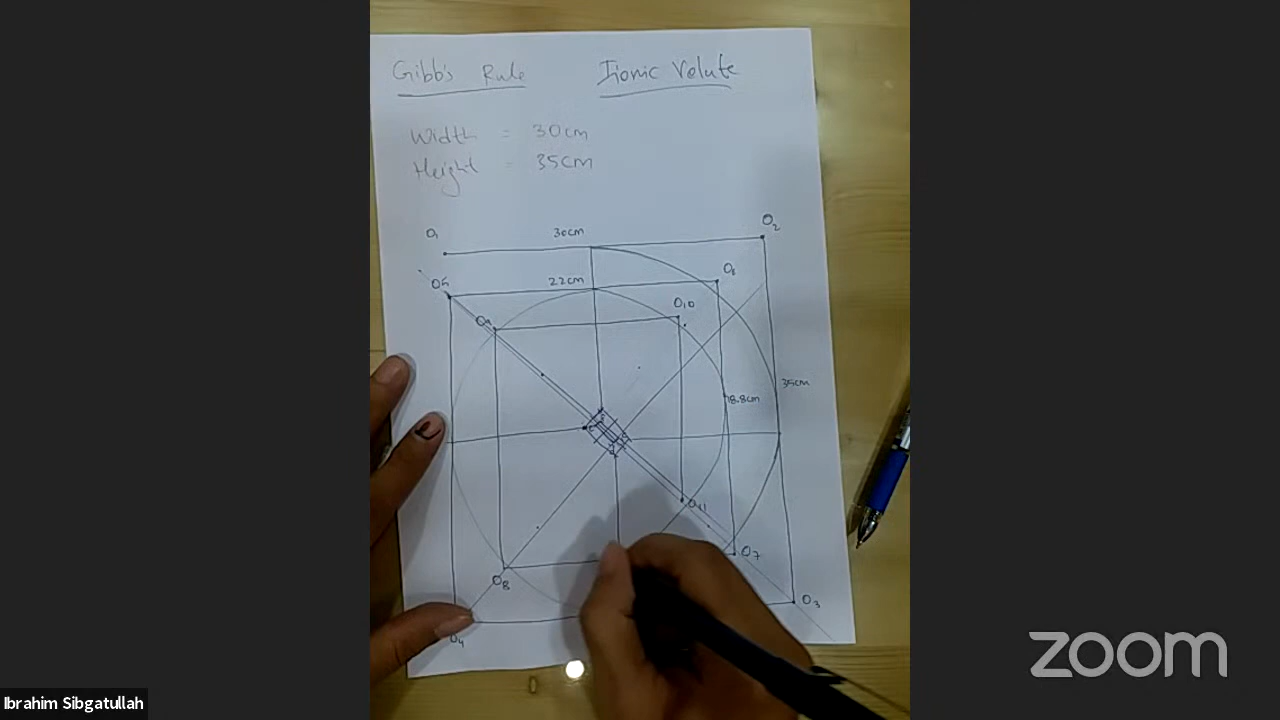 Gibb's Rule Iionic Volute
Width = 30cm
Height = 35cm
O2
O1 30cm
O6
O5 22cm
O10
O9
35cm
18.8cm
O11
O7
O8
O3
O4
zoom
Ibrahim Sibgatullah